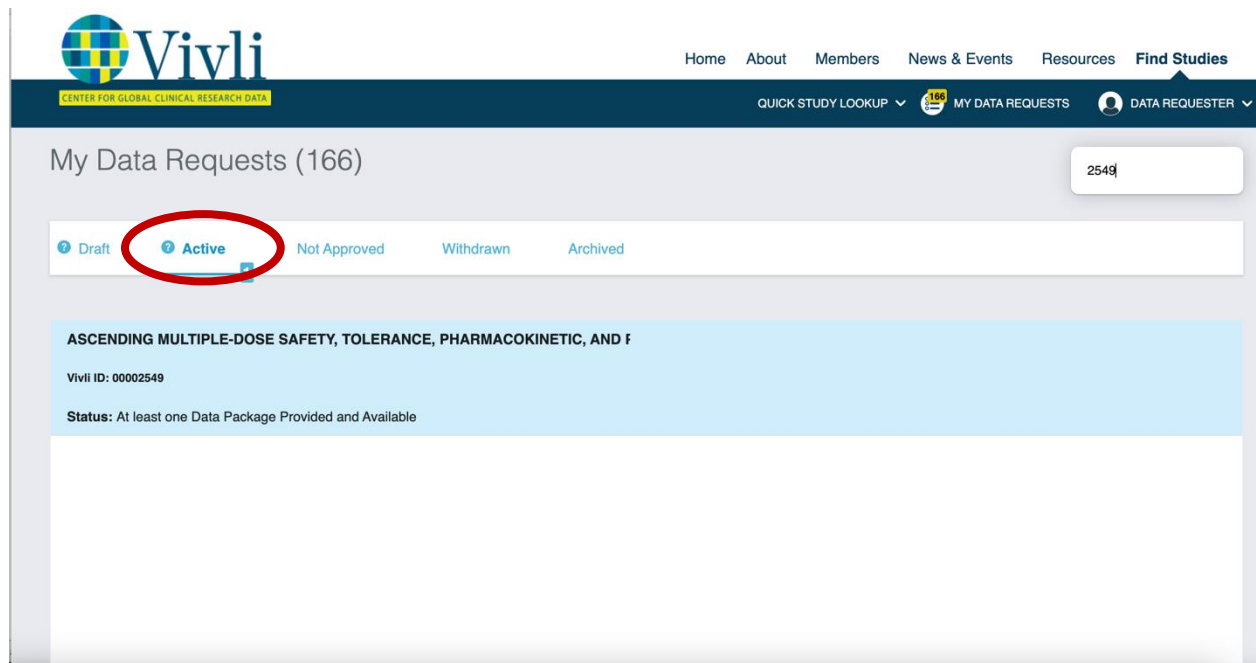 Vivli
CENTER FOR GLOBAL CLINICAL RESEARCH DATA
Home About Members News & Events Resources Find Studies
QUICK STUDY LOOKUP 166 MY DATA REQUESTS DATA REQUESTER
My Data Requests (166)
2549
? Draft ? Active Not Approved Withdrawn Archived
ASCENDING MULTIPLE-DOSE SAFETY, TOLERANCE, PHARMACOKINETIC, AND
Vivli ID: 00002549
Status: At least one Data Package Provided and Available